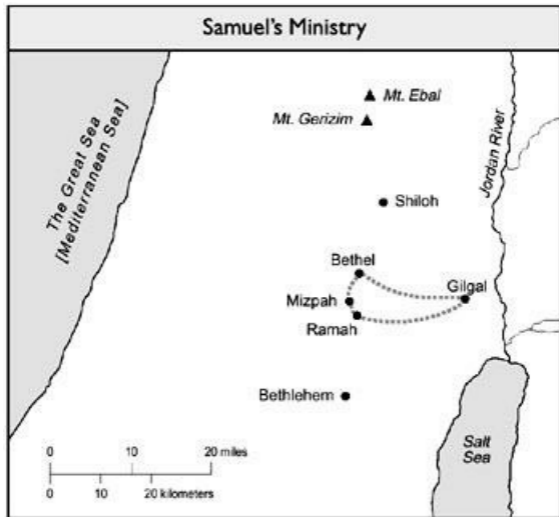 Samuel's Ministry
The Great Sea
[Mediterranean Sea]
Mt. Ebal
Mt. Gerizim
Jordan River
Shiloh
Bethel
Gilgal
Mizpah
Ramah
Bethlehem
Salt
Sea
0 10 20 miles
0 10 20 kilometers